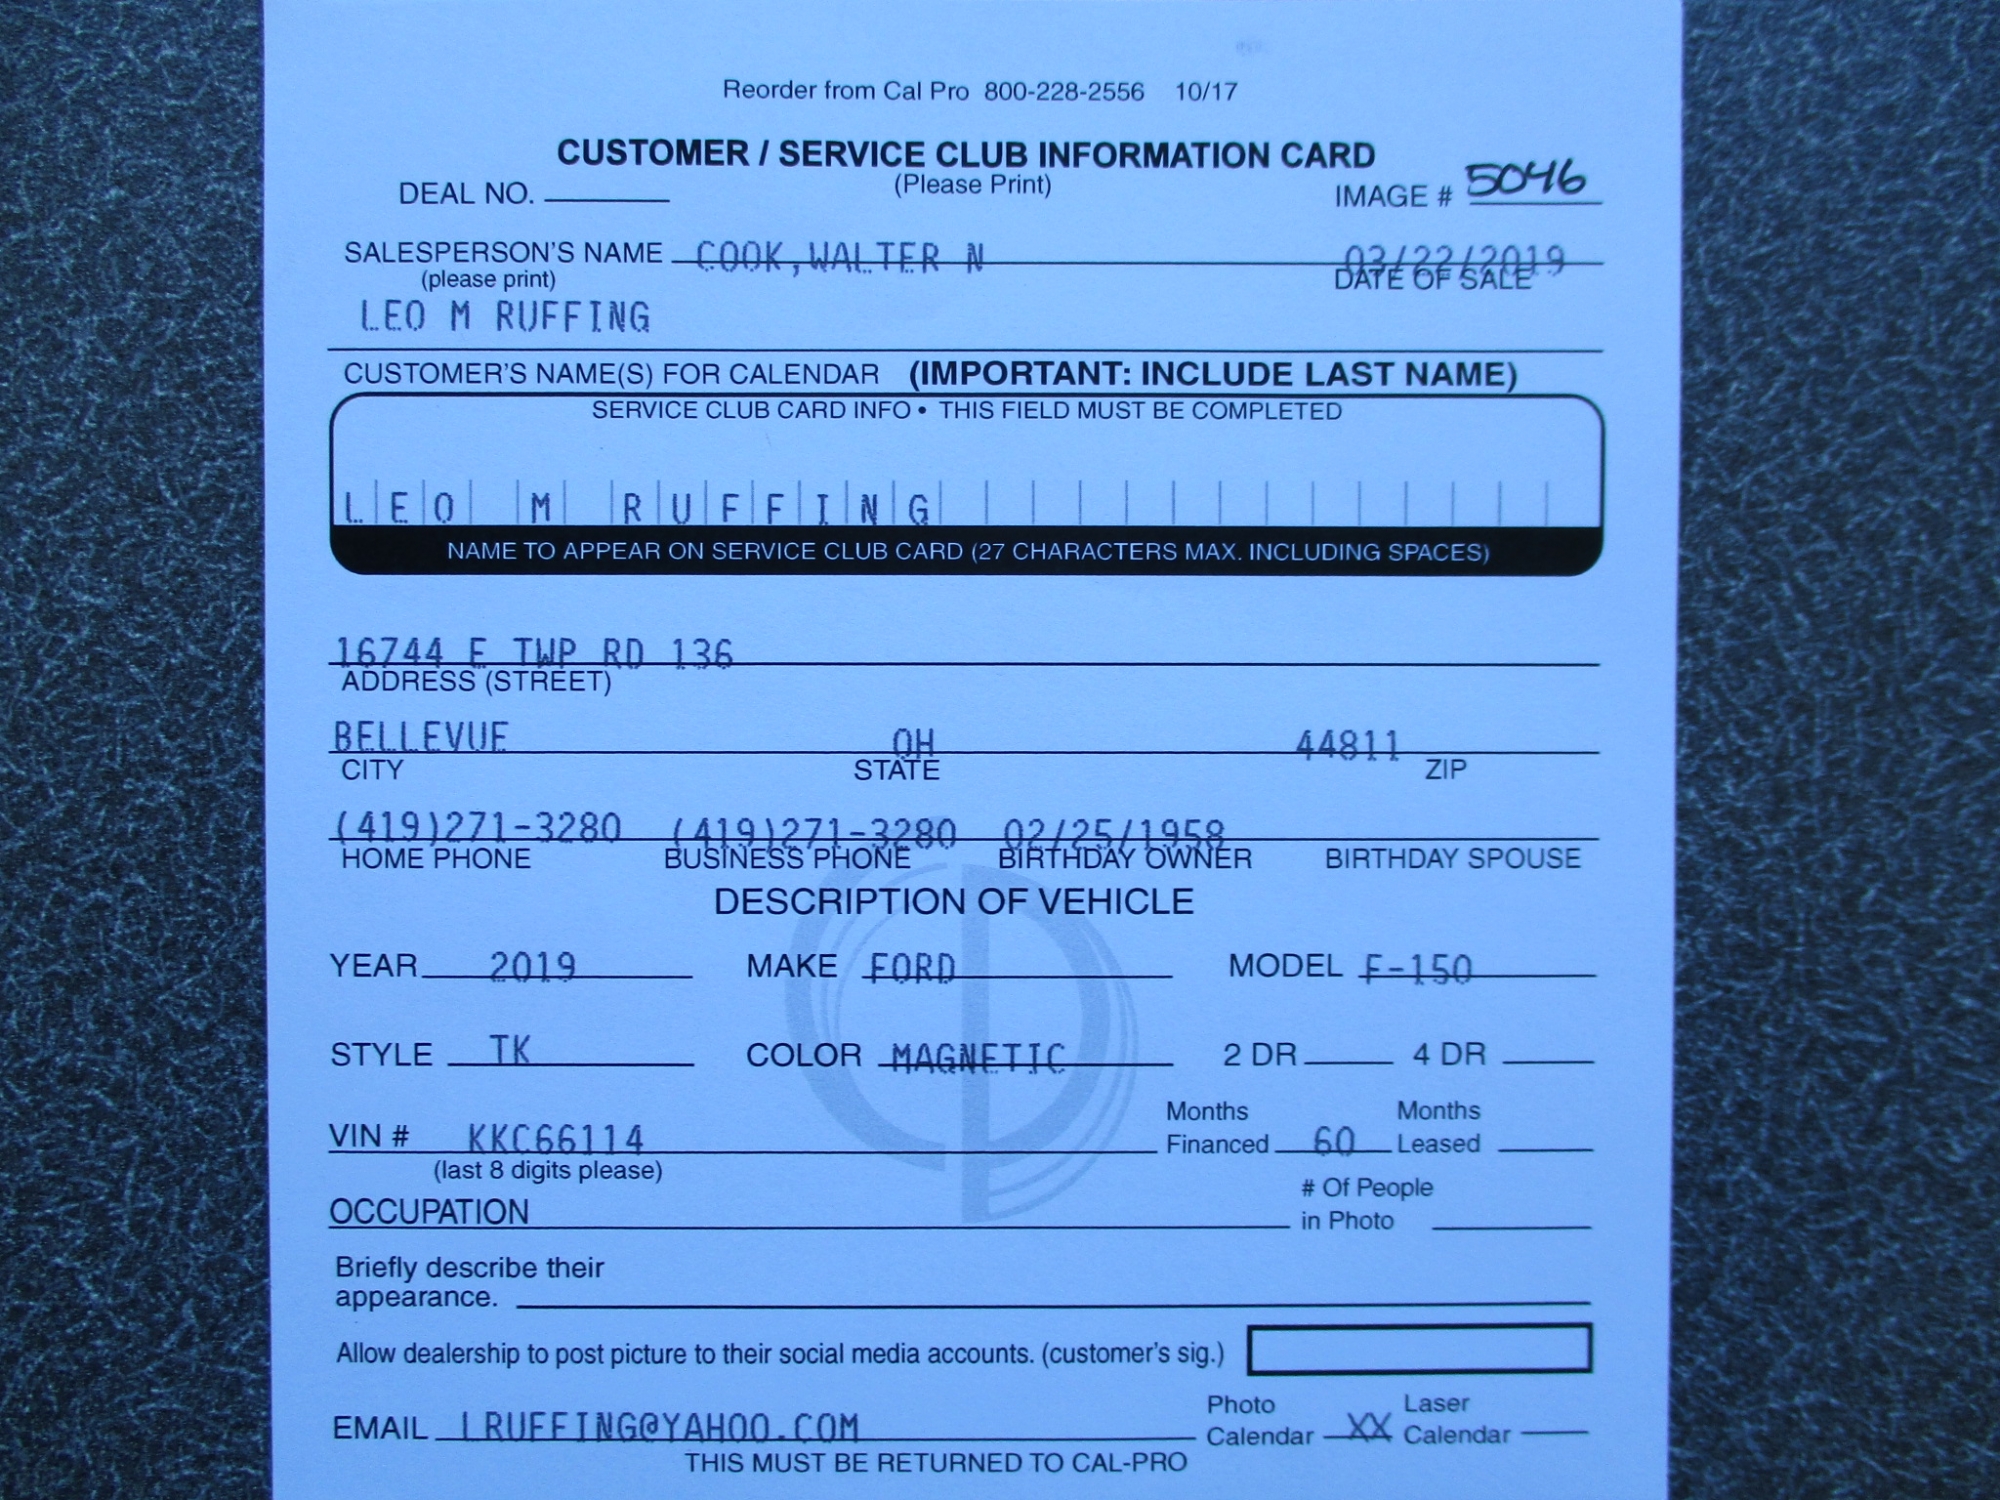 Reorder from Cal Pro 800-228-2556 10/17
CUSTOMER / SERVICE CLUB INFORMATION CARD
(Please Print)
DEAL NO. IMAGE # 5046
SALESPERSON'S NAME COOK,WALTER N 03/22/2019
(please print) DATE OF SALE
LEO M RUFFING
CUSTOMER'S NAME(S) FOR CALENDAR (IMPORTANT: INCLUDE LAST NAME)
SERVICE CLUB CARD INFO • THIS FIELD MUST BE COMPLETED
LEO M RUFFING
NAME TO APPEAR ON SERVICE CLUB CARD (27 CHARACTERS MAX. INCLUDING SPACES)
16744 E TWP RD 136
ADDRESS (STREET)
BELLEVUE OH 44811
CITY STATE ZIP
(419)271-3280 (419)271-3280 02/25/1958
HOME PHONE BUSINESS PHONE BIRTHDAY OWNER BIRTHDAY SPOUSE
DESCRIPTION OF VEHICLE
YEAR 2019 MAKE FORD MODEL F-150
STYLE TK COLOR MAGNETIC 2 DR 4 DR
Months Months
VIN # KKC66114 Financed 60 Leased
(last 8 digits please)
# Of People
OCCUPATION in Photo
Briefly describe their
appearance.
Allow dealership to post picture to their social media accounts. (customer's sig.)
Photo Laser
EMAIL LRUFFING@YAHOO.COM Calendar XX Calendar
THIS MUST BE RETURNED TO CAL-PRO